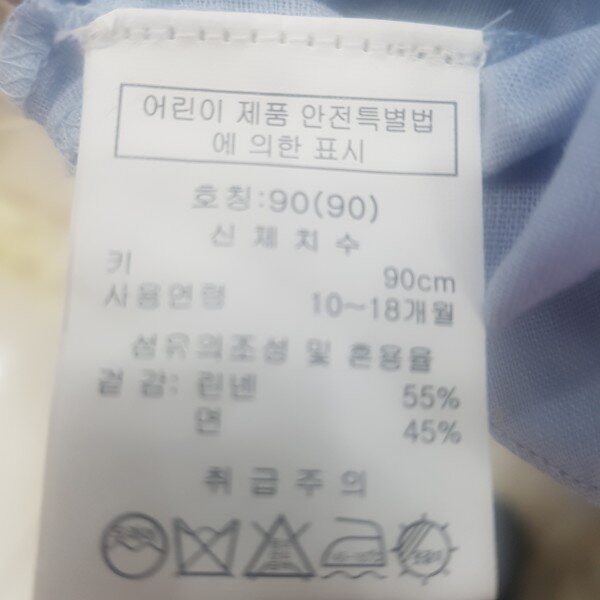 어린이 제품 안전특별법
에 의한 표시
호칭:90(90)
신 체 치 수
키 90cm
사용연령 10~18개월
섬유의조성 및 혼용율
겉 감: 린넨 55%
면 45%
취 급 주 의